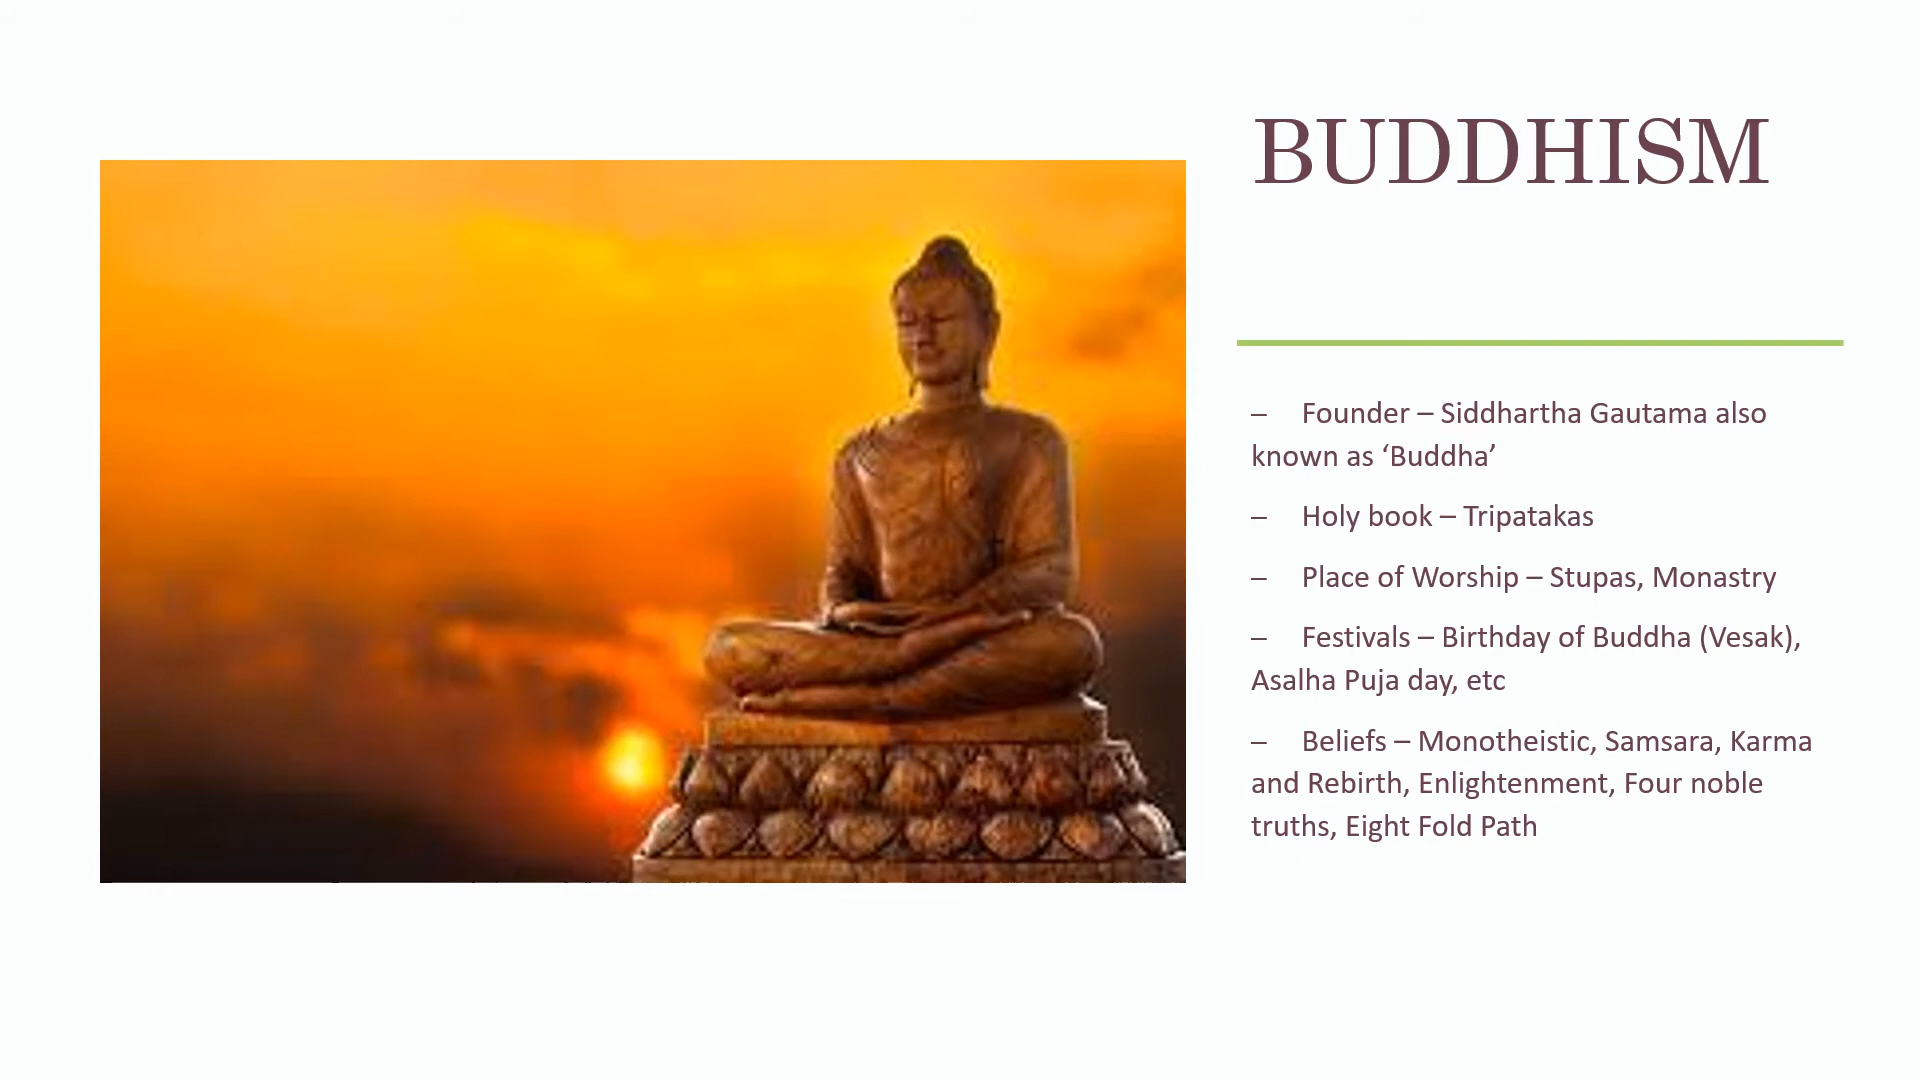 BUDDHISM
– Founder – Siddhartha Gautama also
known as ‘Buddha’
– Holy book – Tripatakas
– Place of Worship – Stupas, Monastry
– Festivals – Birthday of Buddha (Vesak),
Asalha Puja day, etc
– Beliefs – Monotheistic, Samsara, Karma
and Rebirth, Enlightenment, Four noble
truths, Eight Fold Path